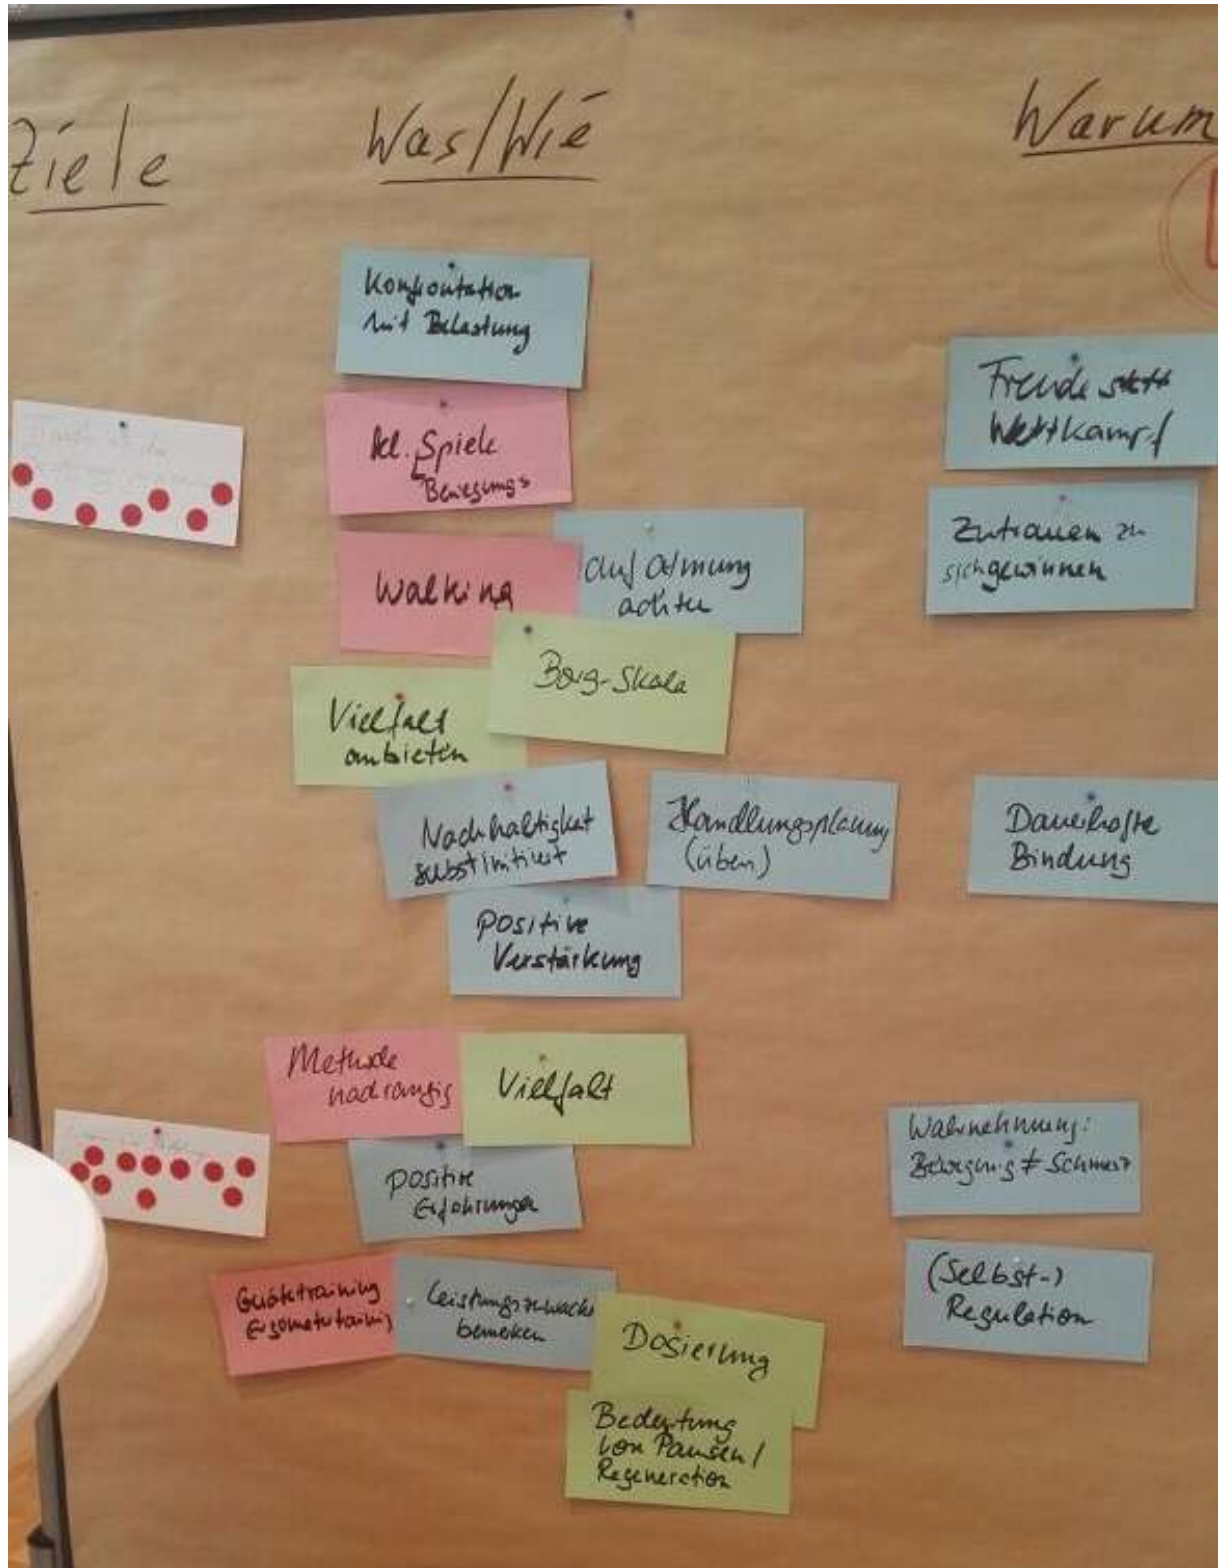 Ziele
Was/Wie
Warum
Konfrontation
mit Belastung
kl. Spiele
Bewegungs
Walking
auf Atmung
achten
Borg-Skala
Vielfalt
anbieten
Nachhaltigkeit
Handlungsplanung
(üben)
positive
Verstärkung
Methode
nachrangig
Vielfalt
positive
Erfahrungen
Gerätetraining
Ergometertraining
Leistungszuwachs
bemerken
Dosierung
Bedeutung
von Pausen/
Regeneration
Freude statt
Wettkampf
Zutrauen zu
sich gewinnen
Dauerhafte
Bindung
Wahrnehmung:
Bewegung ≠ Schmerz
(Selbst-)
Regulation